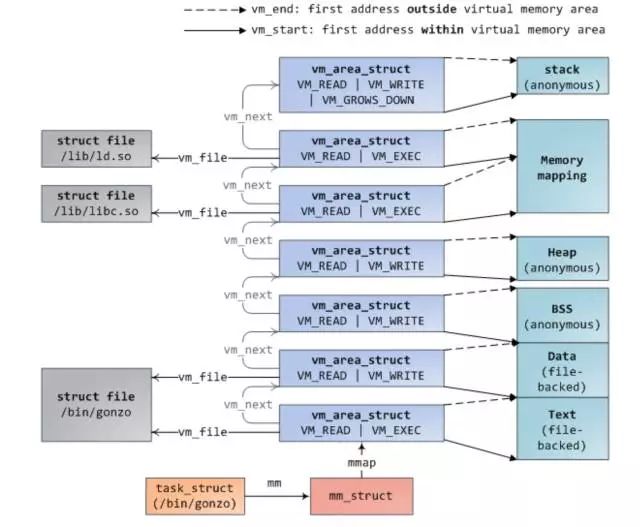 vm_end: first address outside virtual memory area
vm_start: first address within virtual memory area
vm_area_struct
VM_READ | VM_WRITE
| VM_GROWS_DOWN
stack
(anonymous)
vm_next
struct file
/lib/ld.so
vm_file
vm_area_struct
VM_READ | VM_EXEC
Memory
mapping
vm_next
struct file
/lib/libc.so
vm_file
vm_area_struct
VM_READ | VM_EXEC
vm_next
vm_area_struct
VM_READ | VM_WRITE
Heap
(anonymous)
vm_next
vm_area_struct
VM_READ | VM_WRITE
BSS
(anonymous)
vm_next
vm_area_struct
VM_READ | VM_WRITE
Data
(file-
backed)
vm_file
struct file
/bin/gonzo
vm_next
vm_area_struct
VM_READ | VM_EXEC
Text
(file-
backed)
vm_file
mmap
task_struct
(/bin/gonzo)
mm
mm_struct